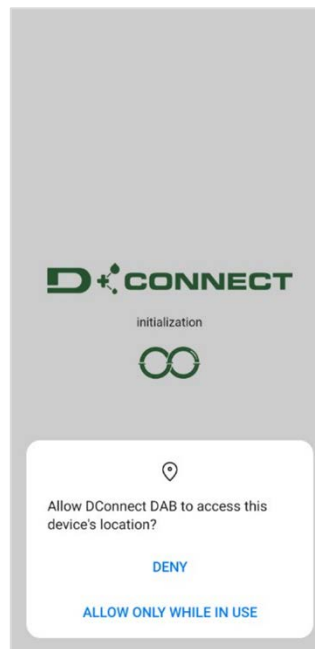 D+CONNECT
initialization
Allow DConnect DAB to access this
device's location?
DENY
ALLOW ONLY WHILE IN USE